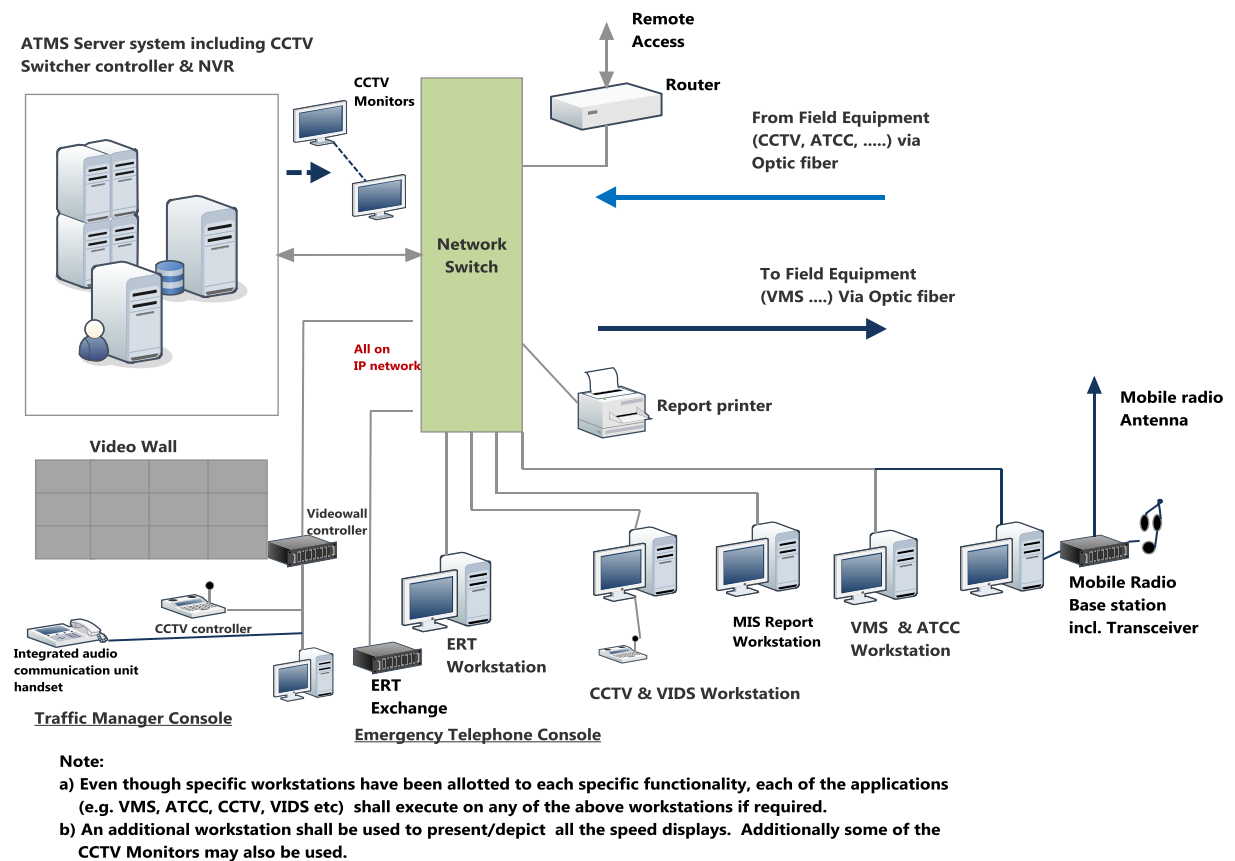 Remote
Access
ATMS Server system including CCTV
Switcher controller & NVR
CCTV
Monitors
Router
From Field Equipment
(CCTV, ATCC, .....) via
Optic fiber
Network
Switch
To Field Equipment
(VMS ....) Via Optic fiber
All on
IP network
Report printer
Mobile radio
Antenna
Video Wall
Videowall
controller
CCTV controller
Integrated audio
communication unit
handset
Traffic Manager Console
ERT
Workstation
ERT
Exchange
Emergency Telephone Console
CCTV & VIDS Workstation
MIS Report
Workstation
VMS & ATCC
Workstation
Mobile Radio
Base station
incl. Transceiver
Note:
a) Even though specific workstations have been allotted to each specific functionality, each of the applications
(e.g. VMS, ATCC, CCTV, VIDS etc) shall execute on any of the above workstations if required.
b) An additional workstation shall be used to present/depict all the speed displays. Additionally some of the
CCTV Monitors may also be used.